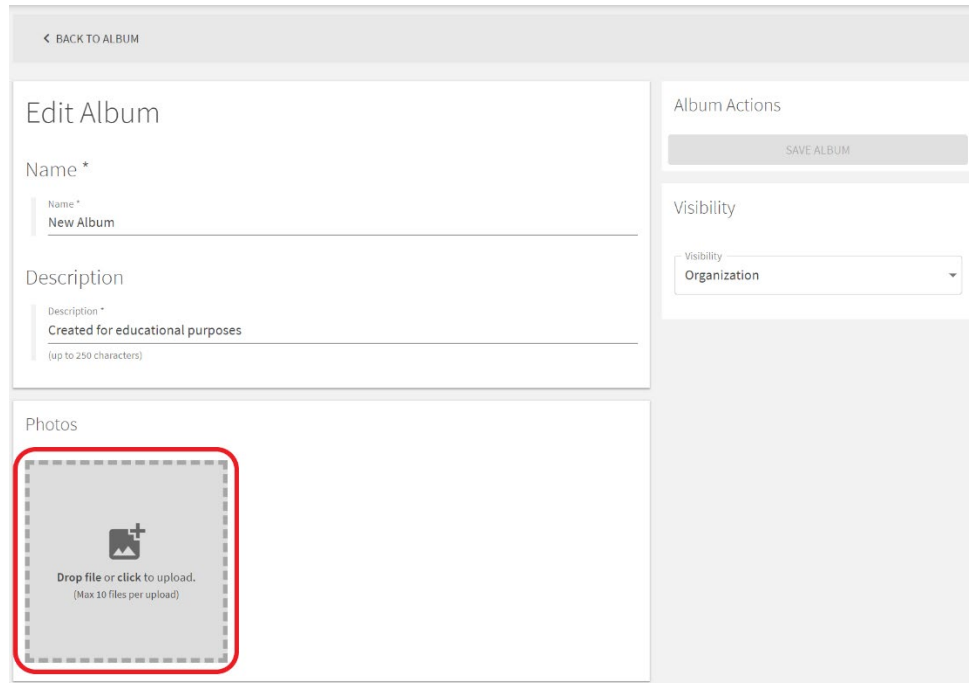 BACK TO ALBUM
Edit Album
Name *
Name *
New Album
Description
Description *
Created for educational purposes
(up to 250 characters)
Photos
Drop file or click to upload.
(Max 10 files per upload)
Album Actions
SAVE ALBUM
Visibility
Visibility
Organization